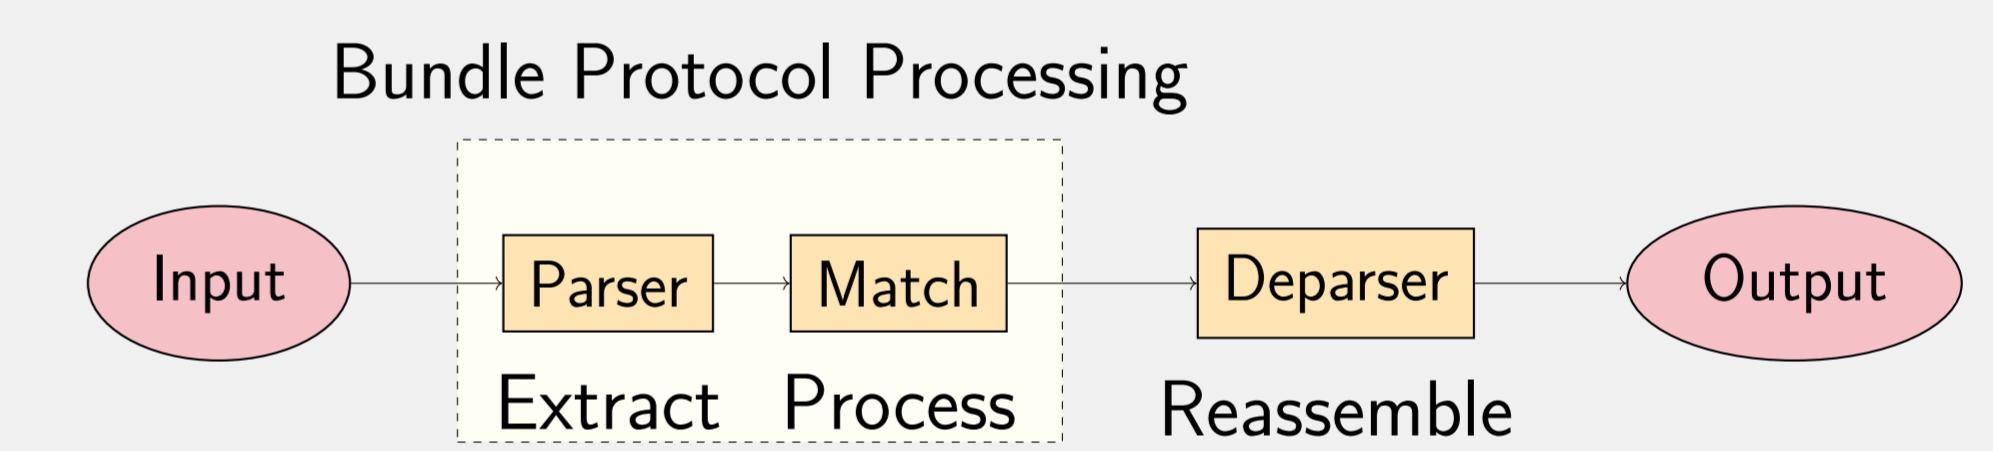 Bundle Protocol Processing
Input
Parser
Match
Deparser
Output
Extract
Process
Reassemble